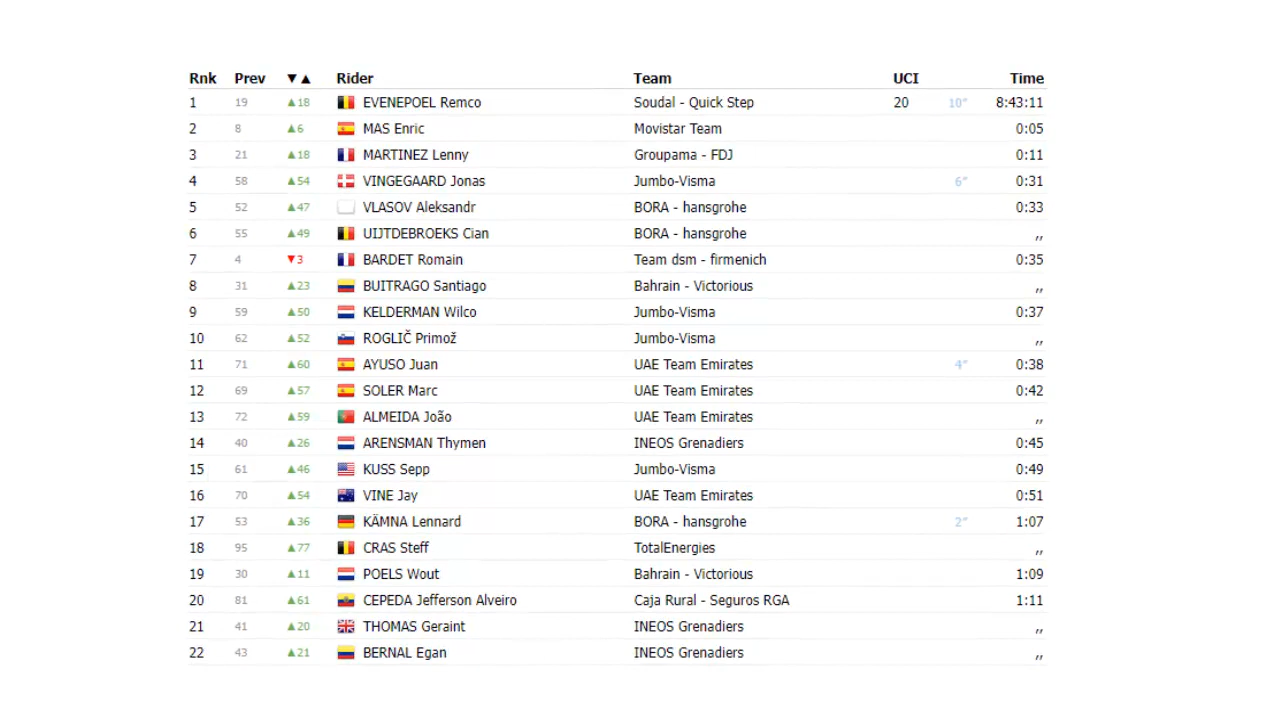 Rnk Prev ▼▲ Rider Team UCI Time
1 19 ▲18 EVENEPOEL Remco Soudal - Quick Step 20 10″ 8:43:11
2 8 ▲6 MAS Enric Movistar Team 0:05
3 21 ▲18 MARTINEZ Lenny Groupama - FDJ 0:11
4 58 ▲54 VINGEGAARD Jonas Jumbo-Visma 6″ 0:31
5 52 ▲47 VLASOV Aleksandr BORA - hansgrohe 0:33
6 55 ▲49 UIJTDEBROEKS Cian BORA - hansgrohe ,,
7 4 ▼3 BARDET Romain Team dsm - firmenich 0:35
8 31 ▲23 BUITRAGO Santiago Bahrain - Victorious ,,
9 59 ▲50 KELDERMAN Wilco Jumbo-Visma 0:37
10 62 ▲52 ROGLIČ Primož Jumbo-Visma ,,
11 71 ▲60 AYUSO Juan UAE Team Emirates 4″ 0:38
12 69 ▲57 SOLER Marc UAE Team Emirates 0:42
13 72 ▲59 ALMEIDA João UAE Team Emirates ,,
14 40 ▲26 ARENSMAN Thymen INEOS Grenadiers 0:45
15 61 ▲46 KUSS Sepp Jumbo-Visma 0:49
16 70 ▲54 VINE Jay UAE Team Emirates 0:51
17 53 ▲36 KÄMNA Lennard BORA - hansgrohe 2″ 1:07
18 95 ▲77 CRAS Steff TotalEnergies ,,
19 30 ▲11 POELS Wout Bahrain - Victorious 1:09
20 81 ▲61 CEPEDA Jefferson Alveiro Caja Rural - Seguros RGA 1:11
21 41 ▲20 THOMAS Geraint INEOS Grenadiers ,,
22 43 ▲21 BERNAL Egan INEOS Grenadiers ,,